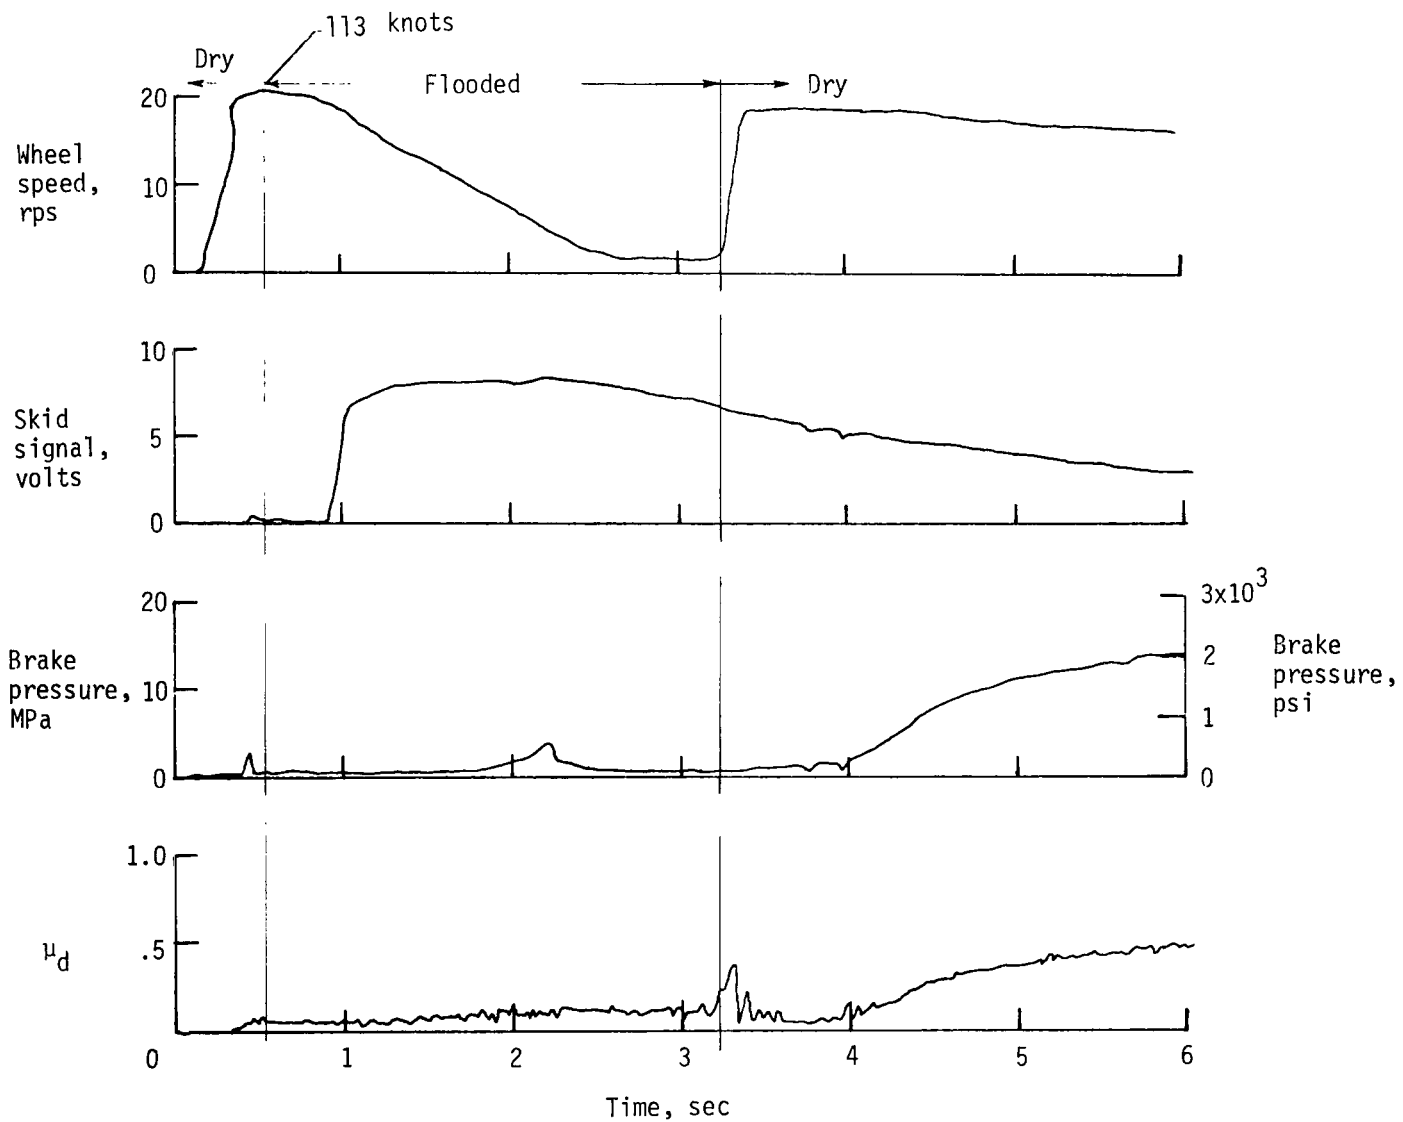 113 knots
Dry
Flooded
Dry
20
10
0
Wheel
speed,
rps
10
5
0
Skid
signal,
volts
20
10
0
Brake
pressure,
MPa
3x10³
2
1
0
Brake
pressure,
psi
1.0
.5
μd
0 1 2 3 4 5 6
Time, sec